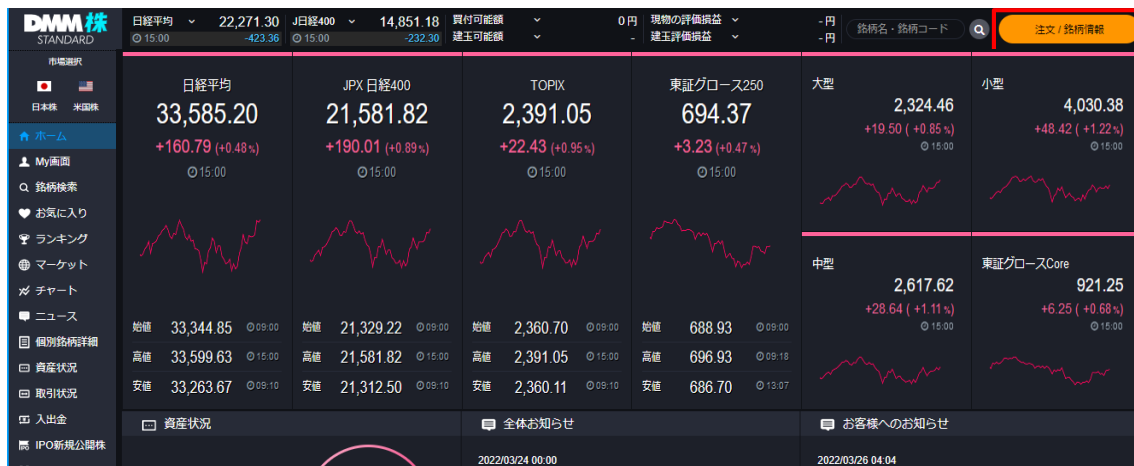 DMM株
STANDARD
日経平均 22,271.30 J日経400 14,851.18 買付可能額 0円 現物の評価損益 -円
15:00 -423.36 15:00 -232.30 建玉可能額 - 建玉評価損益 -円
銘柄名・銘柄コード
注文 / 銘柄情報
市場選択
日本株 米国株
ホーム
My画面
銘柄検索
お気に入り
ランキング
マーケット
チャート
ニュース
個別銘柄詳細
資産状況
取引状況
入出金
IPO新規公開株
日経平均
33,585.20
+160.79 (+0.48%)
15:00
始値 33,344.85 09:00
高値 33,599.63 15:00
安値 33,263.67 09:10
JPX 日経400
21,581.82
+190.01 (+0.89%)
15:00
始値 21,329.22 09:00
高値 21,581.82 15:00
安値 21,312.50 09:10
TOPIX
2,391.05
+22.43 (+0.95%)
15:00
始値 2,360.70 09:00
高値 2,391.05 15:00
安値 2,360.11 09:10
東証グロース250
694.37
+3.23 (+0.47%)
15:00
始値 688.93 09:00
高値 696.93 09:18
安値 686.70 13:07
大型
2,324.46
+19.50 ( +0.85%)
15:00
小型
4,030.38
+48.42 ( +1.22%)
15:00
中型
2,617.62
+28.64 ( +1.11%)
15:00
東証グロースCore
921.25
+6.25 ( +0.68%)
15:00
資産状況
全体お知らせ
2022/03/24 00:00
お客様へのお知らせ
2022/03/26 04:04